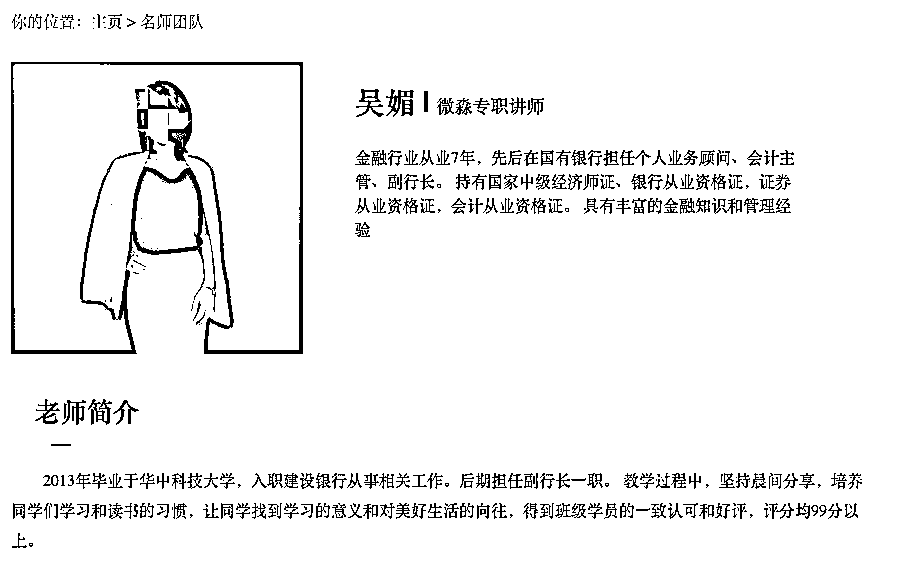 你的位置：主页 > 名师团队
吴媚 | 微淼专职讲师
金融行业从业7年，先后在国有银行担任个人业务顾问、会计主
管、副行长。 持有国家中级经济师证、银行从业资格证，证券
从业资格证，会计从业资格证。 具有丰富的金融知识和管理经
验
老师简介
2013年毕业于华中科技大学，入职建设银行从事相关工作。后期担任副行长一职。 教学过程中，坚持晨间分享，培养
同学们学习和读书的习惯，让同学找到学习的意义和对美好生活的向往，得到班级学员的一致认可和好评，评分均99分以
上。